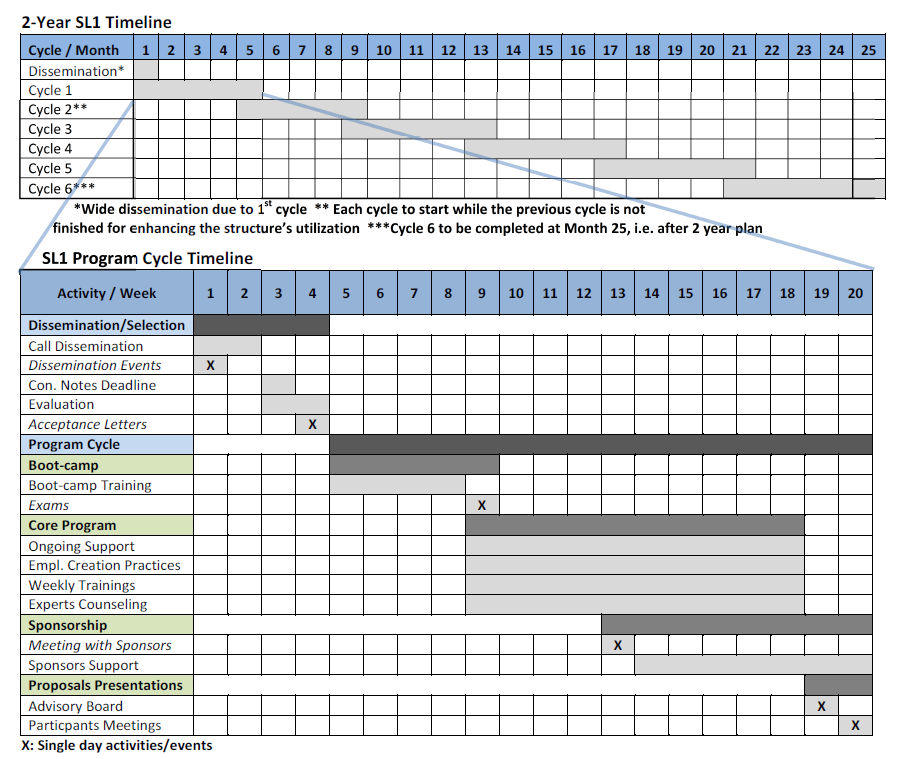 2-Year SL1 Timeline
Cycle / Month 1 2 3 4 5 6 7 8 9 10 11 12 13 14 15 16 17 18 19 20 21 22 23 24 25
Dissemination*
Cycle 1
Cycle 2**
Cycle 3
Cycle 4
Cycle 5
Cycle 6***
*Wide dissemination due to 1st cycle ** Each cycle to start while the previous cycle is not
finished for enhancing the structure's utilization ***Cycle 6 to be completed at Month 25, i.e. after 2 year plan
SL1 Program Cycle Timeline
Activity / Week 1 2 3 4 5 6 7 8 9 10 11 12 13 14 15 16 17 18 19 20
Dissemination/Selection
Call Dissemination
Dissemination Events X
Con. Notes Deadline
Evaluation
Acceptance Letters X
Program Cycle
Boot-camp
Boot-camp Training
Exams X
Core Program
Ongoing Support
Empl. Creation Practices
Weekly Trainings
Experts Counseling
Sponsorship
Meeting with Sponsors X
Sponsors Support
Proposals Presentations
Advisory Board X
Particpants Meetings X
X: Single day activities/events